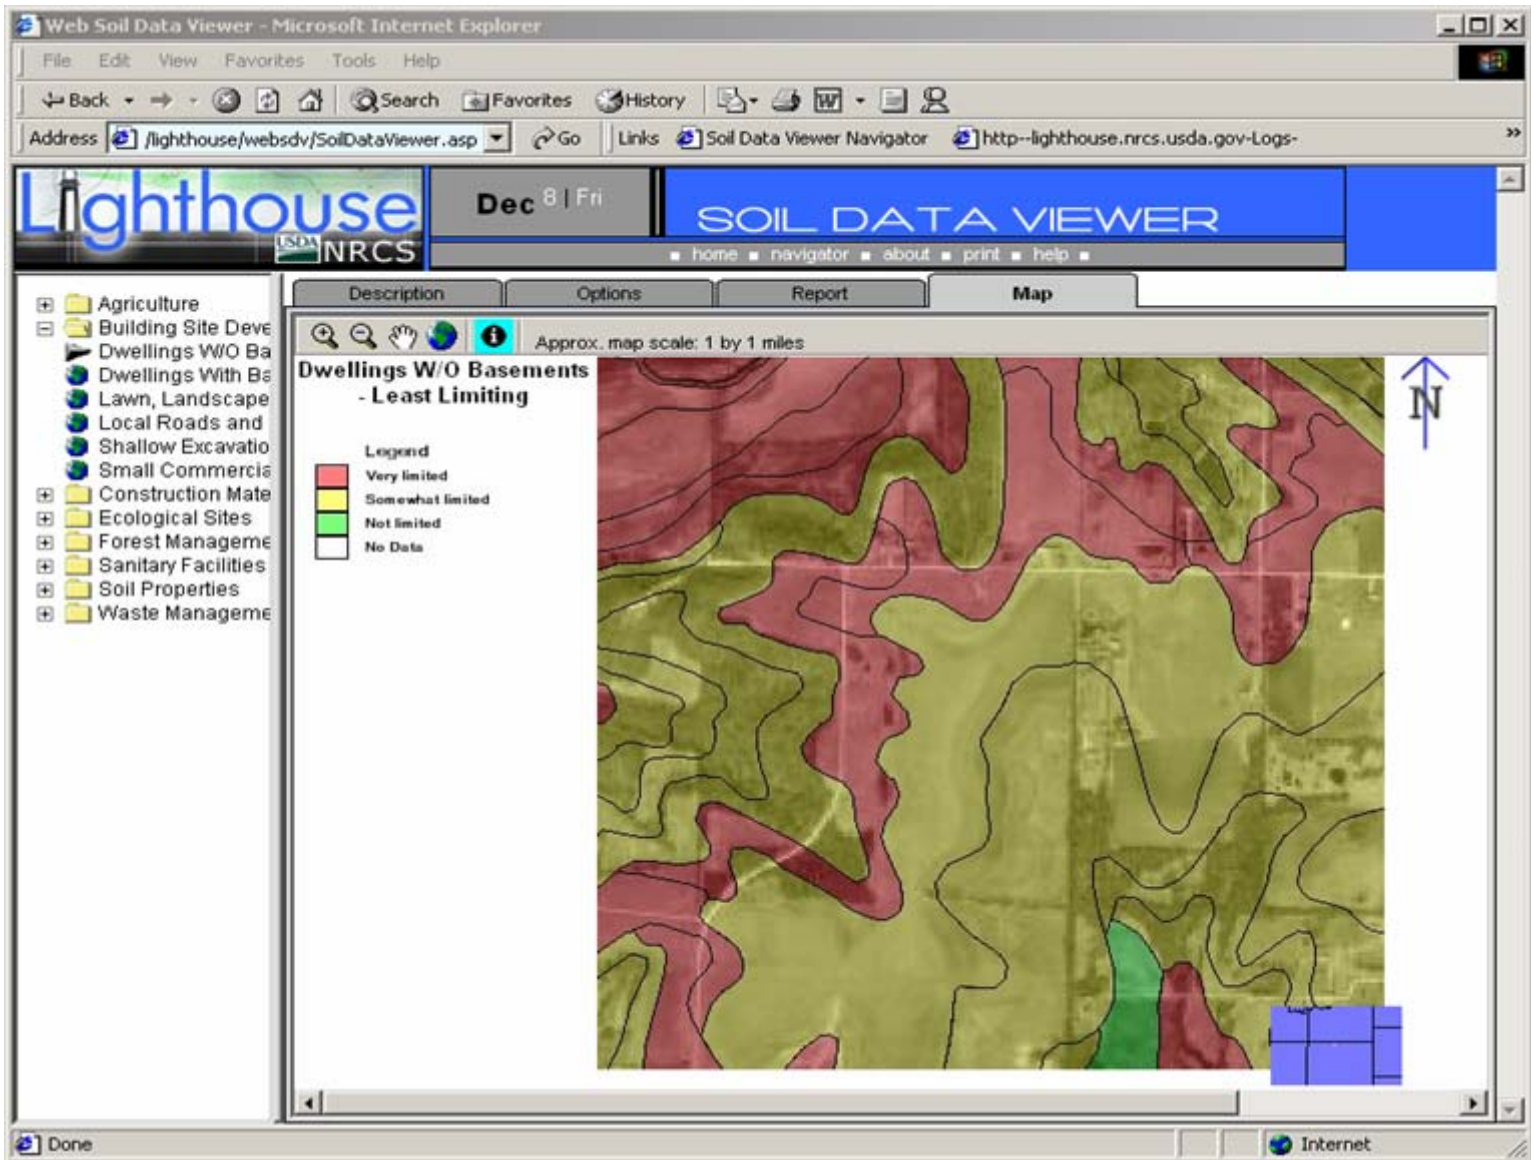 Web Soil Data Viewer - Microsoft Internet Explorer
File Edit View Favorites Tools Help
Back Search Favorites History
Address /lighthouse/websdv/SoilDataViewer.asp Go Links Soil Data Viewer Navigator http--lighthouse.nrcs.usda.gov-Logs- »
Lighthouse
USDA NRCS
Dec 8 | Fri
SOIL DATA VIEWER
home navigator about print help
Description Options Report Map
Agriculture
Building Site Deve
Dwellings W/O Ba
Dwellings With Ba
Lawn, Landscape
Local Roads and
Shallow Excavatio
Small Commercia
Construction Mate
Ecological Sites
Forest Manageme
Sanitary Facilities
Soil Properties
Waste Manageme
Approx. map scale: 1 by 1 miles
Dwellings W/O Basements
- Least Limiting
Legend
Very limited
Somewhat limited
Not limited
No Data
N
Done Internet